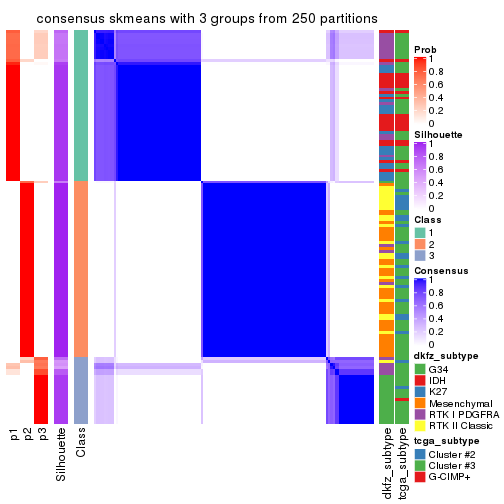 consensus skmeans with 3 groups from 250 partitions
Prob
1
0.8
0.6
0.4
0.2
0
Silhouette
1
0.8
0.6
0.4
0.2
0
Class
1
2
3
Consensus
1
0.8
0.6
0.4
0.2
0
dkfz_subtype
G34
IDH
K27
Mesenchymal
RTK I PDGFRA
RTK II Classic
tcga_subtype
Cluster #2
Cluster #3
G-CIMP+
p1
p2
p3
Silhouette
Class
dkfz_subtype
tcga_subtype